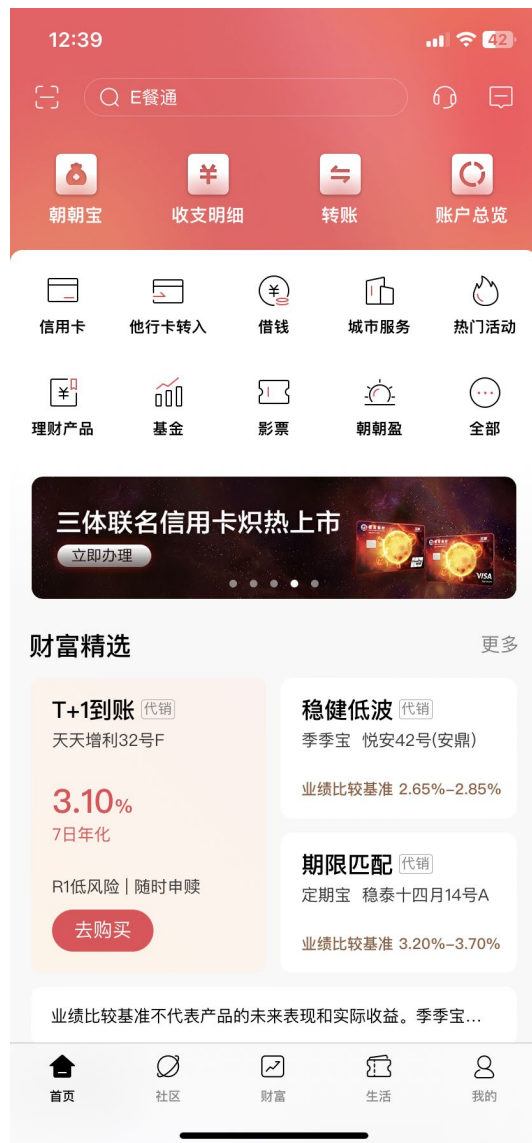 12:39
42
E餐通
朝朝宝 收支明细 转账 账户总览
信用卡 他行卡转入 借钱 城市服务 热门活动
理财产品 基金 影票 朝朝盈 全部
三体联名信用卡炽热上市
立即办理
VISA
财富精选 更多
T+1到账 代销
天天增利32号F
3.10%
7日年化
R1低风险 | 随时申赎
去购买
稳健低波 代销
季季宝 悦安42号(安鼎)
业绩比较基准 2.65%-2.85%
期限匹配 代销
定期宝 稳泰十四月14号A
业绩比较基准 3.20%-3.70%
业绩比较基准不代表产品的未来表现和实际收益。季季宝...
首页 社区 财富 生活 我的